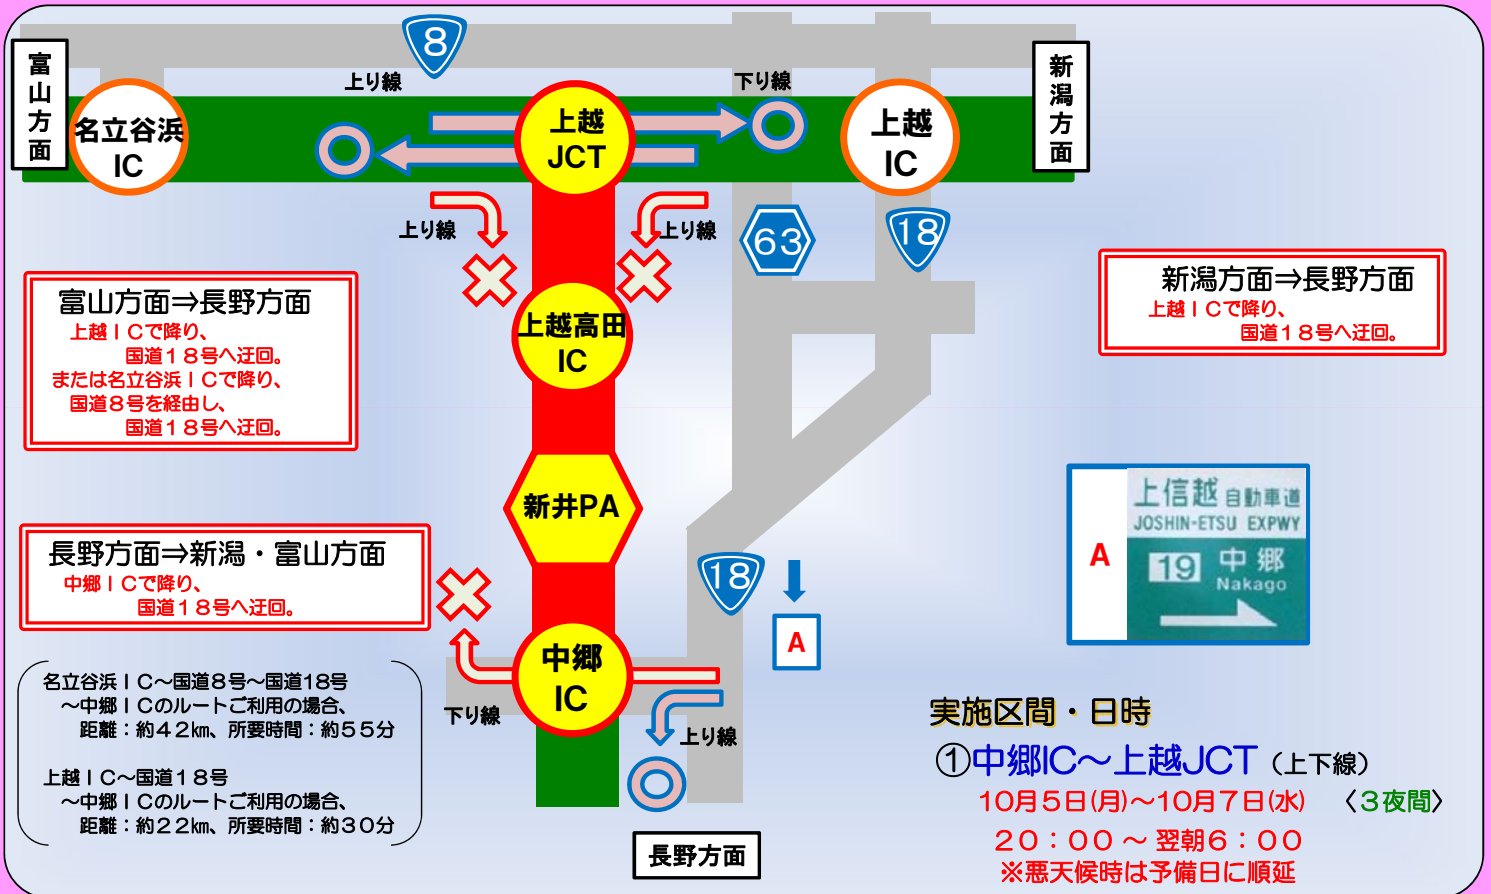 8
富山方面
上り線
下り線
新潟方面
名立谷浜
IC
上越
JCT
上越
IC
上り線
上り線
63
18
富山方面⇒長野方面
上越ＩＣで降り、
国道１８号へ迂回。
または名立谷浜ＩＣで降り、
国道８号を経由し、
国道１８号へ迂回。
上越高田
IC
新潟方面⇒長野方面
上越ＩＣで降り、
国道１８号へ迂回。
新井PA
長野方面⇒新潟・富山方面
中郷ＩＣで降り、
国道１８号へ迂回。
18
A
A
上信越 自動車道
JOSHIN-ETSU EXPWY
19 中郷
Nakago
中郷
IC
下り線
上り線
名立谷浜ＩＣ～国道8号～国道18号
～中郷ＩＣのルートご利用の場合、
距離：約４２㎞、所要時間：約５５分
上越ＩＣ～国道１８号
～中郷ＩＣのルートご利用の場合、
距離：約２２㎞、所要時間：約３０分
長野方面
実施区間・日時
①中郷IC～上越JCT（上下線）
10月５日(月)～10月７日(水) 〈３夜間〉
２０：００ ～ 翌朝６：００
※悪天候時は予備日に順延